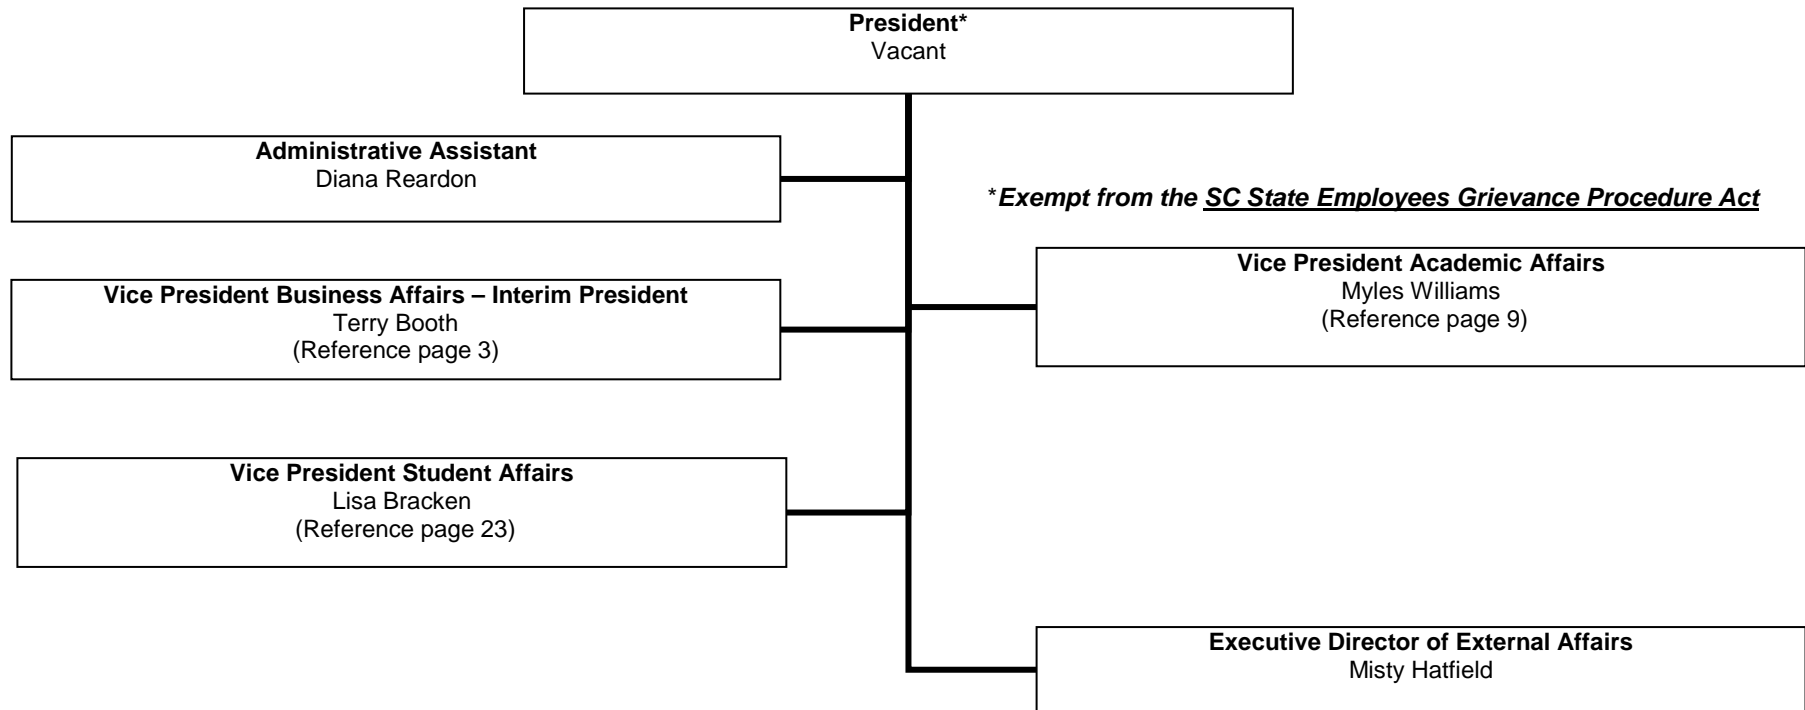 President*
Vacant
Administrative Assistant
Diana Reardon
*Exempt from the SC State Employees Grievance Procedure Act
Vice President Business Affairs – Interim President
Terry Booth
(Reference page 3)
Vice President Academic Affairs
Myles Williams
(Reference page 9)
Vice President Student Affairs
Lisa Bracken
(Reference page 23)
Executive Director of External Affairs
Misty Hatfield